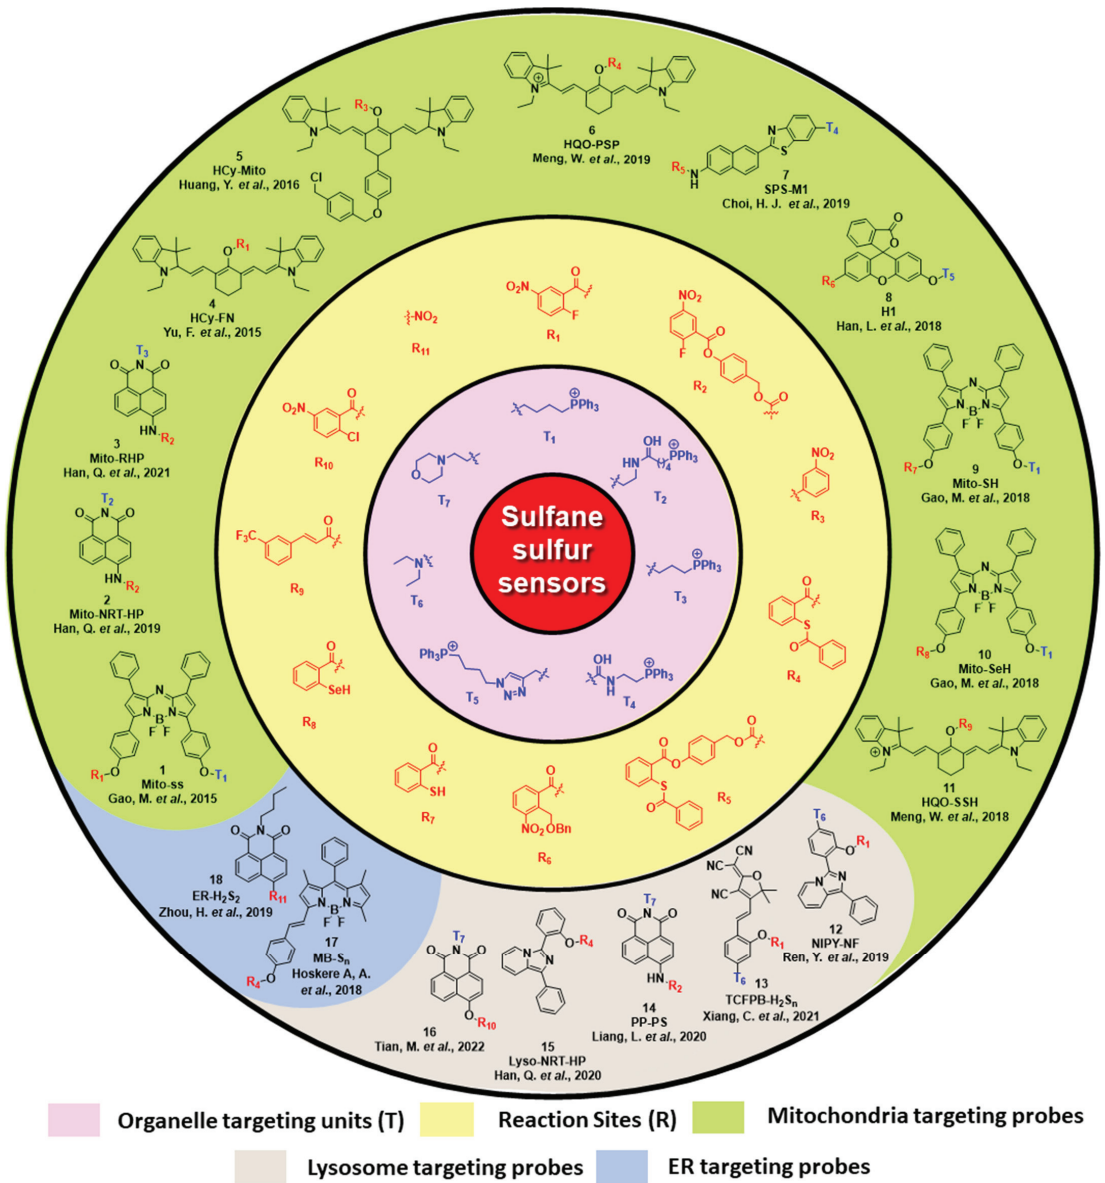 Sulfane
sulfur
sensors
T₁
T₂
T₃
T₄
T₅
T₆
T₇
R₁
R₂
R₃
R₄
R₅
R₆
R₇
R₈
R₉
R₁₀
R₁₁
1
Mito-ss
Gao, M. et al., 2015
2
Mito-NRT-HP
Han, Q. et al., 2019
3
Mito-RHP
Han, Q. et al., 2021
4
HCy-FN
Yu, F. et al., 2015
5
HCy-Mito
Huang, Y. et al., 2016
6
HQO-PSP
Meng, W. et al., 2019
7
SPS-M1
Choi, H. J. et al., 2019
8
H1
Han, L. et al., 2018
9
Mito-SH
Gao, M. et al., 2018
10
Mito-SeH
Gao, M. et al., 2018
11
HQO-SSH
Meng, W. et al., 2018
12
NIPY-NF
Ren, Y. et al., 2019
13
TCFPB-H₂Sₙ
Xiang, C. et al., 2021
14
PP-PS
Liang, L. et al., 2020
15
Lyso-NRT-HP
Han, Q. et al., 2020
16
Tian, M. et al., 2022
17
MB-Sₙ
Hoskere A, A.
et al., 2018
18
ER-H₂S₂
Zhou, H. et al., 2019
Organelle targeting units (T)
Reaction Sites (R)
Mitochondria targeting probes
Lysosome targeting probes
ER targeting probes